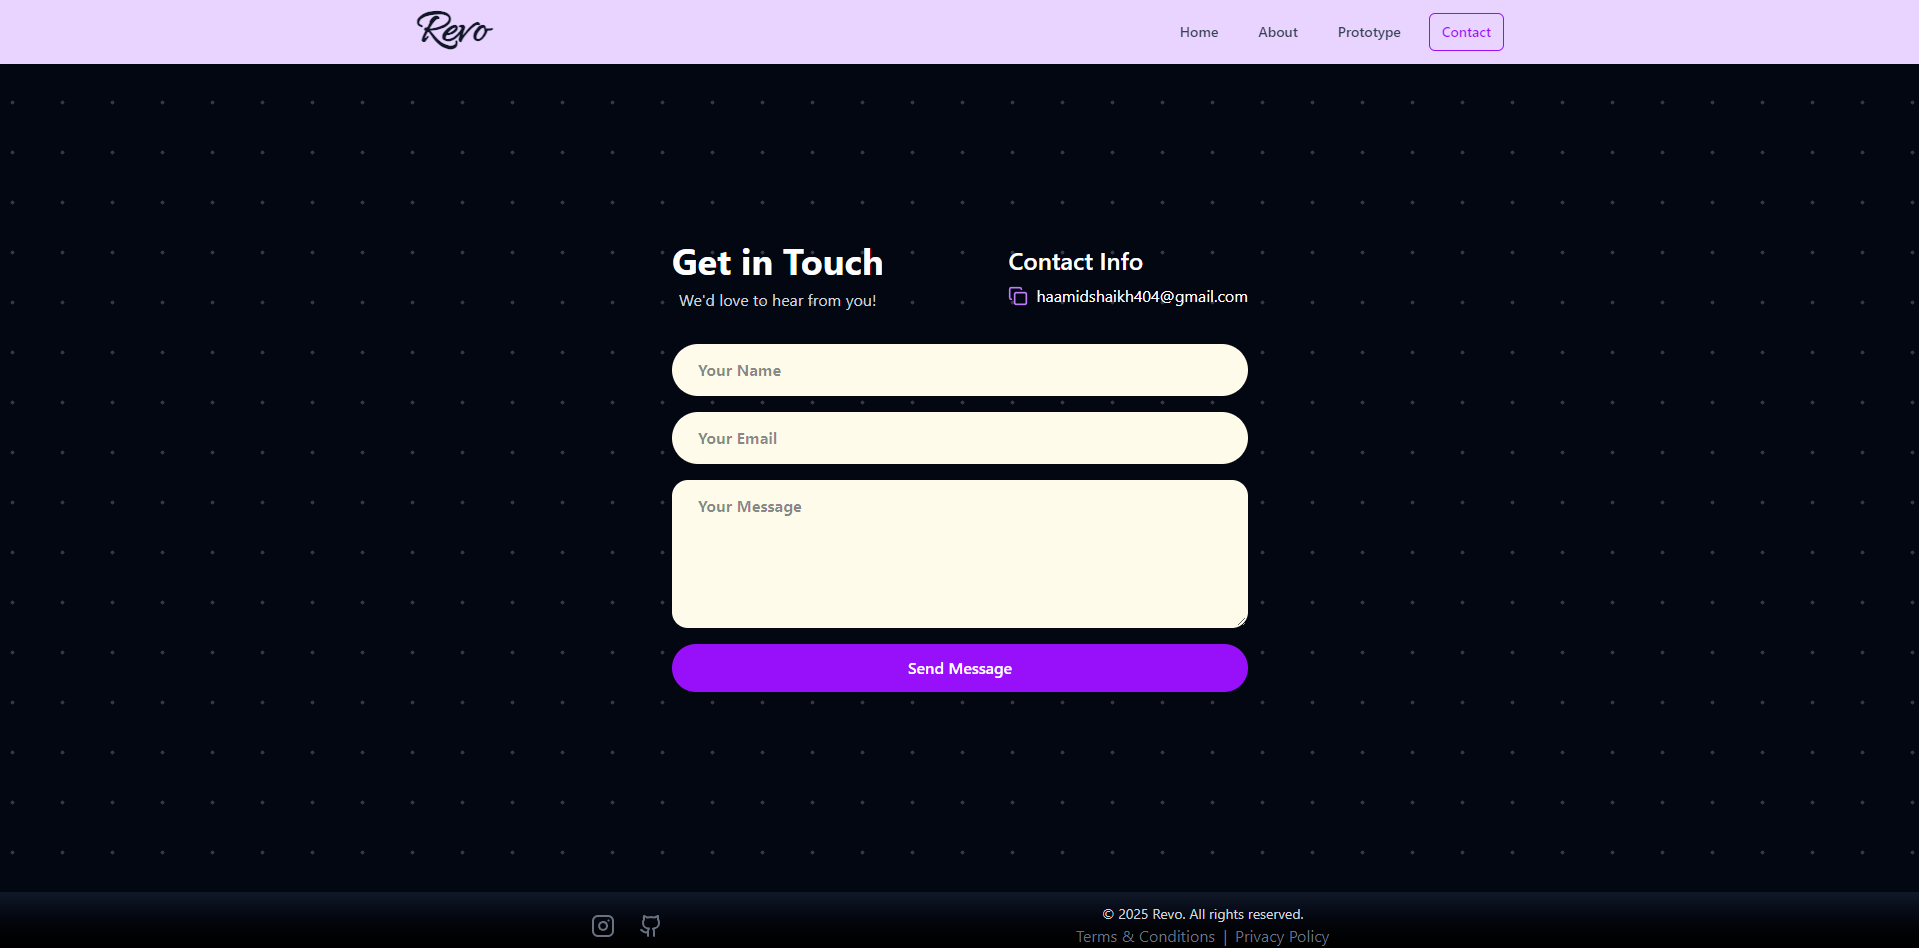 Revo
Home About Prototype Contact
Get in Touch
We'd love to hear from you!
Contact Info
haamidshaikh404@gmail.com
Your Name
Your Email
Your Message
Send Message
© 2025 Revo. All rights reserved.
Terms & Conditions | Privacy Policy